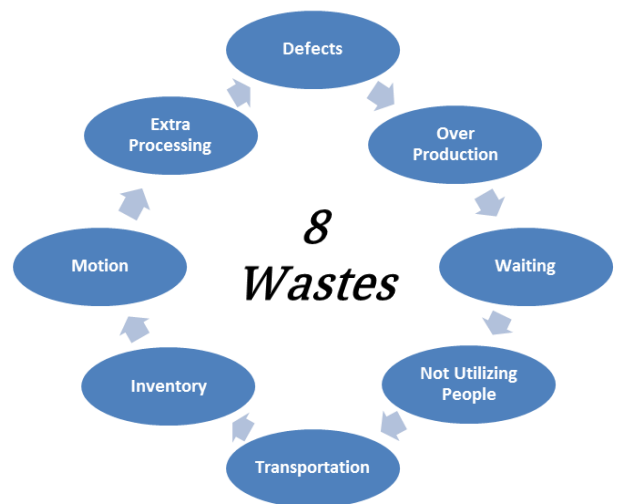 Defects
Over
Production
Waiting
Not Utilizing
People
Transportation
Inventory
Motion
Extra
Processing
8
Wastes